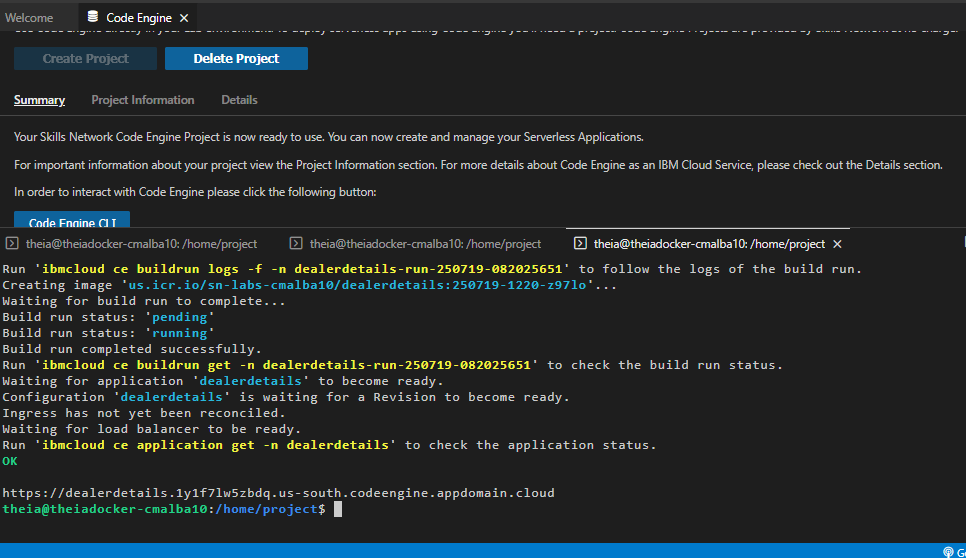 Welcome
Code Engine ×
Create Project
Delete Project
Summary
Project Information
Details
Your Skills Network Code Engine Project is now ready to use. You can now create and manage your Serverless Applications.
For important information about your project view the Project Information section. For more details about Code Engine as an IBM Cloud Service, please check out the Details section.
In order to interact with Code Engine please click the following button:
Code Engine CLI
theia@theiadocker-cmalba10: /home/project
theia@theiadocker-cmalba10: /home/project
theia@theiadocker-cmalba10: /home/project ×
Run 'ibmcloud ce buildrun logs -f -n dealerdetails-run-250719-082025651' to follow the logs of the build run.
Creating image 'us.icr.io/sn-labs-cmalba10/dealerdetails:250719-1220-z97lo'...
Waiting for build run to complete...
Build run status: 'pending'
Build run status: 'running'
Build run completed successfully.
Run 'ibmcloud ce buildrun get -n dealerdetails-run-250719-082025651' to check the build run status.
Waiting for application 'dealerdetails' to become ready.
Configuration 'dealerdetails' is waiting for a Revision to become ready.
Ingress has not yet been reconciled.
Waiting for load balancer to be ready.
Run 'ibmcloud ce application get -n dealerdetails' to check the application status.
OK
https://dealerdetails.1y1f7lw5zbdq.us-south.codeengine.appdomain.cloud
theia@theiadocker-cmalba10:/home/project$